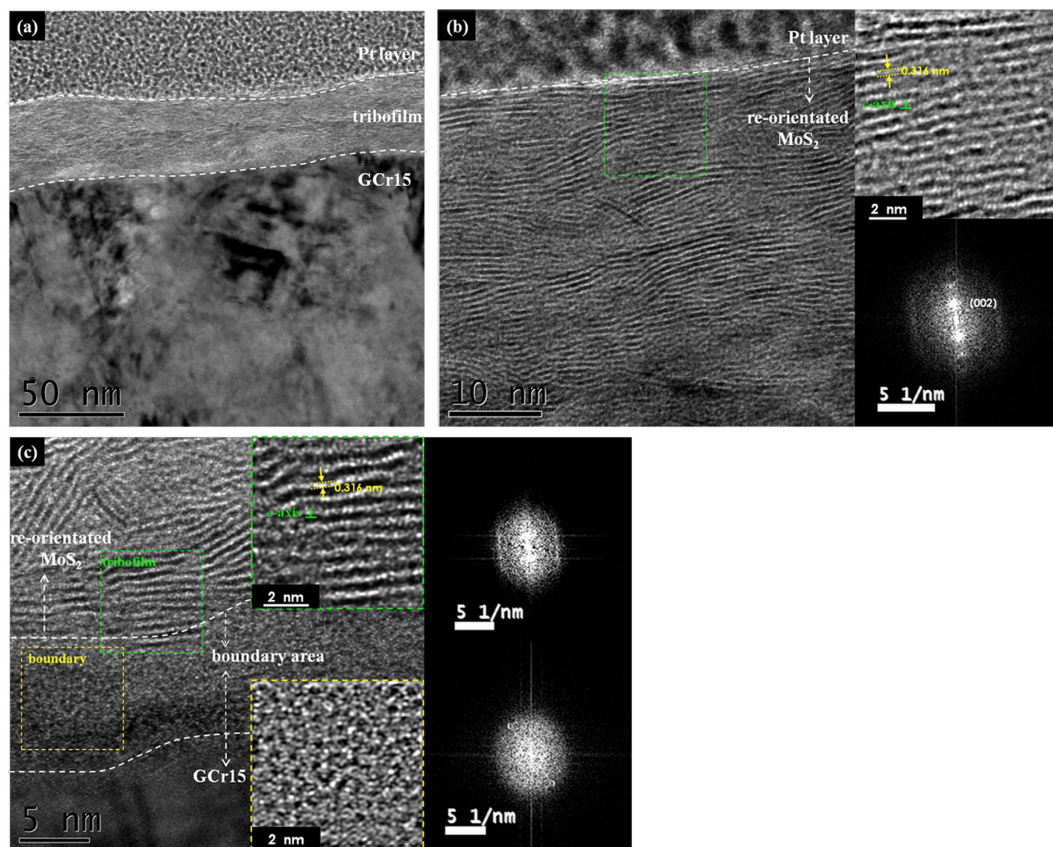 (a)
Pt layer
tribofilm
GCr15
50 nm
(b)
Pt layer
re-orientated
MoS2
10 nm
0.316 nm
c-axis ⊥
2 nm
(002)
5 1/nm
(c)
re-orientated
MoS2
tribofilm
boundary
boundary area
GCr15
5 nm
0.316 nm
c-axis ⊥
2 nm
2 nm
5 1/nm
5 1/nm